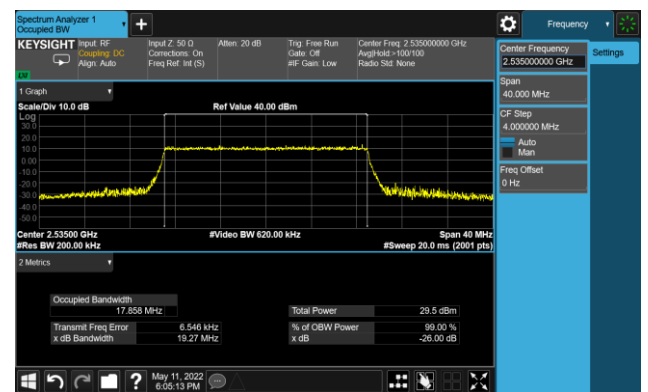 Spectrum Analyzer 1
Occupied BW
Frequency
KEYSIGHT
Input: RF
Coupling: DC
Align: Auto
Input Z: 50 Ω
Corrections: On
Freq Ref: Int (S)
Atten: 20 dB
Trig: Free Run
Gate: Off
#IF Gain: Low
Center Freq: 2.535000000 GHz
Avg|Hold:>100/100
Radio Std: None
Center Frequency
2.535000000 GHz
Settings
Span
40.000 MHz
CF Step
4.000000 MHz
Auto
Man
Freq Offset
0 Hz
1 Graph
Scale/Div 10.0 dB
Ref Value 40.00 dBm
Log
30.0
20.0
10.0
0.00
-10.0
-20.0
-30.0
-40.0
-50.0
Center 2.53500 GHz
#Video BW 620.00 kHz
Span 40 MHz
#Res BW 200.00 kHz
#Sweep 20.0 ms (2001 pts)
2 Metrics
Occupied Bandwidth
17.858 MHz
Total Power 29.5 dBm
Transmit Freq Error 6.546 kHz
% of OBW Power 99.00 %
x dB Bandwidth 19.27 MHz
x dB -26.00 dB
May 11, 2022
6:05:13 PM